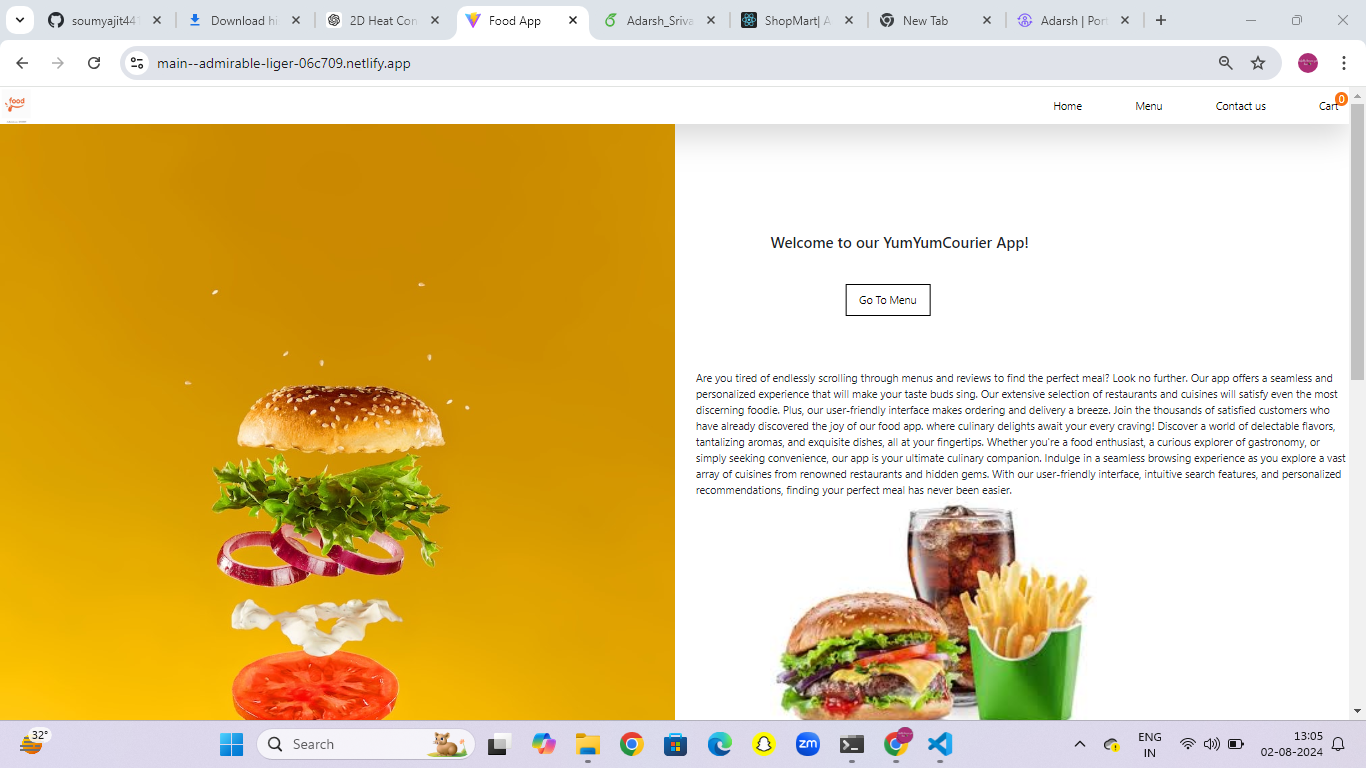 soumyajit44
Download hi
2D Heat Con
Food App
Adarsh_Sriva
ShopMart| A
New Tab
Adarsh | Port
main--admirable-liger-06c709.netlify.app
food
Home
Menu
Contact us
Cart
0
Welcome to our YumYumCourier App!
Go To Menu
Are you tired of endlessly scrolling through menus and reviews to find the perfect meal? Look no further. Our app offers a seamless and
personalized experience that will make your taste buds sing. Our extensive selection of restaurants and cuisines will satisfy even the most
discerning foodie. Plus, our user-friendly interface makes ordering and delivery a breeze. Join the thousands of satisfied customers who
have already discovered the joy of our food app. where culinary delights await your every craving! Discover a world of delectable flavors,
tantalizing aromas, and exquisite dishes, all at your fingertips. Whether you're a food enthusiast, a curious explorer of gastronomy, or
simply seeking convenience, our app is your ultimate culinary companion. Indulge in a seamless browsing experience as you explore a vast
array of cuisines from renowned restaurants and hidden gems. With our user-friendly interface, intuitive search features, and personalized
recommendations, finding your perfect meal has never been easier.
32°
Search
zm
ENG
IN
13:05
02-08-2024